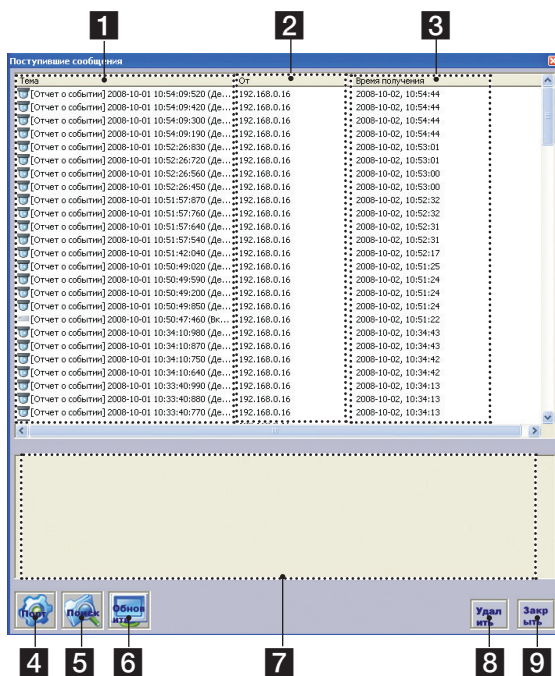 1 2 3
Поступившие сообщения
Тема От Время получения
[Отчет о событии] 2008-10-01 10:54:09:520 (Де... 192.168.0.16 2008-10-02, 10:54:44
[Отчет о событии] 2008-10-01 10:54:09:420 (Де... 192.168.0.16 2008-10-02, 10:54:44
[Отчет о событии] 2008-10-01 10:54:09:300 (Де... 192.168.0.16 2008-10-02, 10:54:44
[Отчет о событии] 2008-10-01 10:54:09:190 (Де... 192.168.0.16 2008-10-02, 10:54:44
[Отчет о событии] 2008-10-01 10:52:26:830 (Де... 192.168.0.16 2008-10-02, 10:53:01
[Отчет о событии] 2008-10-01 10:52:26:720 (Де... 192.168.0.16 2008-10-02, 10:53:01
[Отчет о событии] 2008-10-01 10:52:26:560 (Де... 192.168.0.16 2008-10-02, 10:53:00
[Отчет о событии] 2008-10-01 10:52:26:450 (Де... 192.168.0.16 2008-10-02, 10:53:00
[Отчет о событии] 2008-10-01 10:51:57:870 (Де... 192.168.0.16 2008-10-02, 10:52:32
[Отчет о событии] 2008-10-01 10:51:57:760 (Де... 192.168.0.16 2008-10-02, 10:52:32
[Отчет о событии] 2008-10-01 10:51:57:640 (Де... 192.168.0.16 2008-10-02, 10:52:31
[Отчет о событии] 2008-10-01 10:51:57:540 (Де... 192.168.0.16 2008-10-02, 10:52:31
[Отчет о событии] 2008-10-01 10:51:42:040 (Де... 192.168.0.16 2008-10-02, 10:52:17
[Отчет о событии] 2008-10-01 10:50:49:020 (Де... 192.168.0.16 2008-10-02, 10:51:25
[Отчет о событии] 2008-10-01 10:50:49:590 (Де... 192.168.0.16 2008-10-02, 10:51:24
[Отчет о событии] 2008-10-01 10:50:49:200 (Де... 192.168.0.16 2008-10-02, 10:51:24
[Отчет о событии] 2008-10-01 10:50:49:850 (Де... 192.168.0.16 2008-10-02, 10:51:24
[Отчет о событии] 2008-10-01 10:50:47:460 (Вк... 192.168.0.16 2008-10-02, 10:51:22
[Отчет о событии] 2008-10-01 10:34:10:980 (Де... 192.168.0.16 2008-10-02, 10:34:43
[Отчет о событии] 2008-10-01 10:34:10:870 (Де... 192.168.0.16 2008-10-02, 10:34:43
[Отчет о событии] 2008-10-01 10:34:10:750 (Де... 192.168.0.16 2008-10-02, 10:34:42
[Отчет о событии] 2008-10-01 10:34:10:640 (Де... 192.168.0.16 2008-10-02, 10:34:42
[Отчет о событии] 2008-10-01 10:33:40:990 (Де... 192.168.0.16 2008-10-02, 10:34:13
[Отчет о событии] 2008-10-01 10:33:40:880 (Де... 192.168.0.16 2008-10-02, 10:34:13
[Отчет о событии] 2008-10-01 10:33:40:770 (Де... 192.168.0.16 2008-10-02, 10:34:13
Порт Поиск Обнов
ить
Удал
ить
Закр
ыть
4 5 6 7 8 9